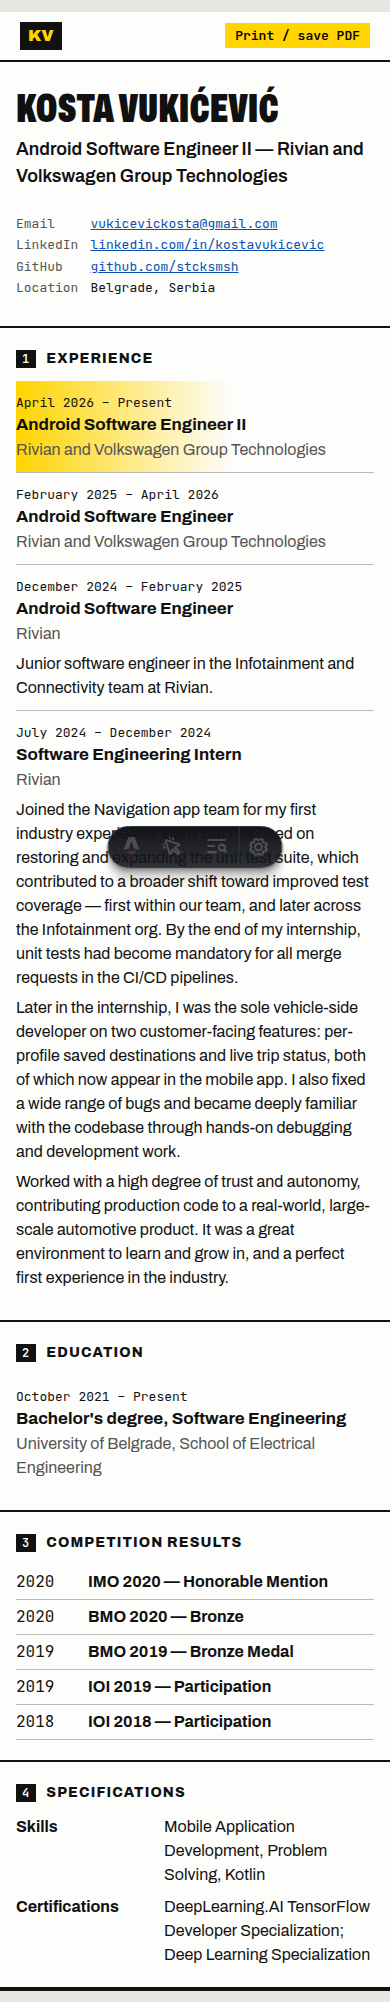 KV
Print / save PDF
KOSTA VUKIĆEVIĆ
Android Software Engineer II — Rivian and
Volkswagen Group Technologies
Email vukicevickosta@gmail.com
LinkedIn linkedin.com/in/kostavukicevic
GitHub github.com/stcksmsh
Location Belgrade, Serbia
1 EXPERIENCE
April 2026 – Present
Android Software Engineer II
Rivian and Volkswagen Group Technologies
February 2025 – April 2026
Android Software Engineer
Rivian and Volkswagen Group Technologies
December 2024 – February 2025
Android Software Engineer
Rivian
Junior software engineer in the Infotainment and
Connectivity team at Rivian.
July 2024 – December 2024
Software Engineering Intern
Rivian
Joined the Navigation app team for my first
industry on
restoring and expanding the unit test suite, which
contributed to a broader shift toward improved test
coverage — first within our team, and later across
the Infotainment org. By the end of my internship,
unit tests had become mandatory for all merge
requests in the CI/CD pipelines.
Later in the internship, I was the sole vehicle-side
developer on two customer-facing features: per-
profile saved destinations and live trip status, both
of which now appear in the mobile app. I also fixed
a wide range of bugs and became deeply familiar
with the codebase through hands-on debugging
and development work.
Worked with a high degree of trust and autonomy,
contributing production code to a real-world, large-
scale automotive product. It was a great
environment to learn and grow in, and a perfect
first experience in the industry.
2 EDUCATION
October 2021 – Present
Bachelor's degree, Software Engineering
University of Belgrade, School of Electrical
Engineering
3 COMPETITION RESULTS
2020 IMO 2020 — Honorable Mention
2020 BMO 2020 — Bronze
2019 BMO 2019 — Bronze Medal
2019 IOI 2019 — Participation
2018 IOI 2018 — Participation
4 SPECIFICATIONS
Skills Mobile Application
Development, Problem
Solving, Kotlin
Certifications DeepLearning.AI TensorFlow
Developer Specialization;
Deep Learning Specialization